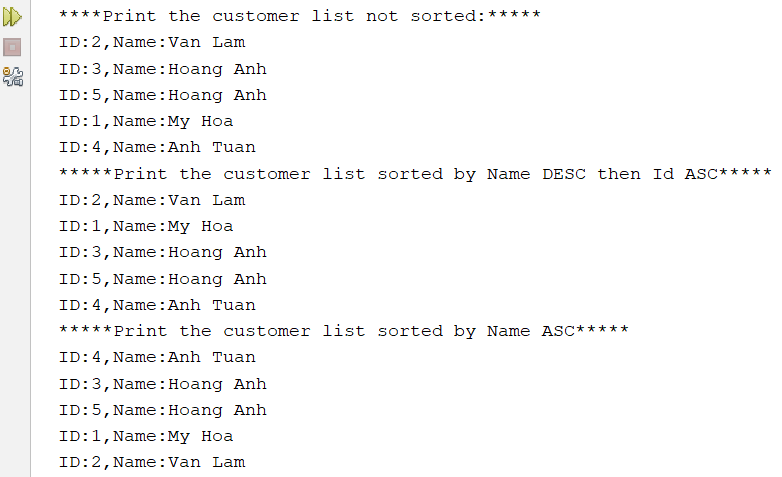 ****Print the customer list not sorted:*****
ID:2,Name:Van Lam
ID:3,Name:Hoang Anh
ID:5,Name:Hoang Anh
ID:1,Name:My Hoa
ID:4,Name:Anh Tuan
*****Print the customer list sorted by Name DESC then Id ASC*****
ID:2,Name:Van Lam
ID:1,Name:My Hoa
ID:3,Name:Hoang Anh
ID:5,Name:Hoang Anh
ID:4,Name:Anh Tuan
*****Print the customer list sorted by Name ASC*****
ID:4,Name:Anh Tuan
ID:3,Name:Hoang Anh
ID:5,Name:Hoang Anh
ID:1,Name:My Hoa
ID:2,Name:Van Lam